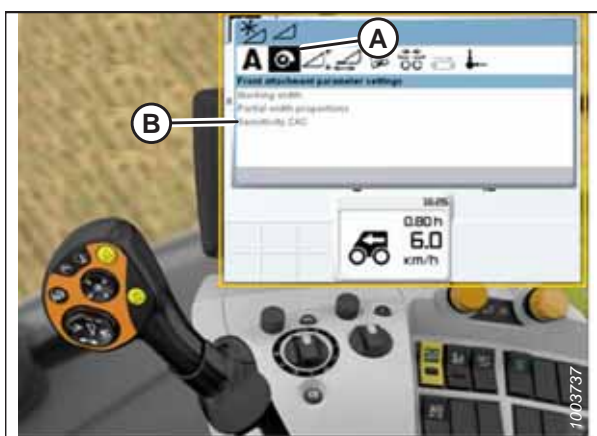 A
A
Front attachment parameter settings
Working width
Partial width proportions
Sensitivity CAC
B
16:25
0.80 h
6.0
km/h
1003737